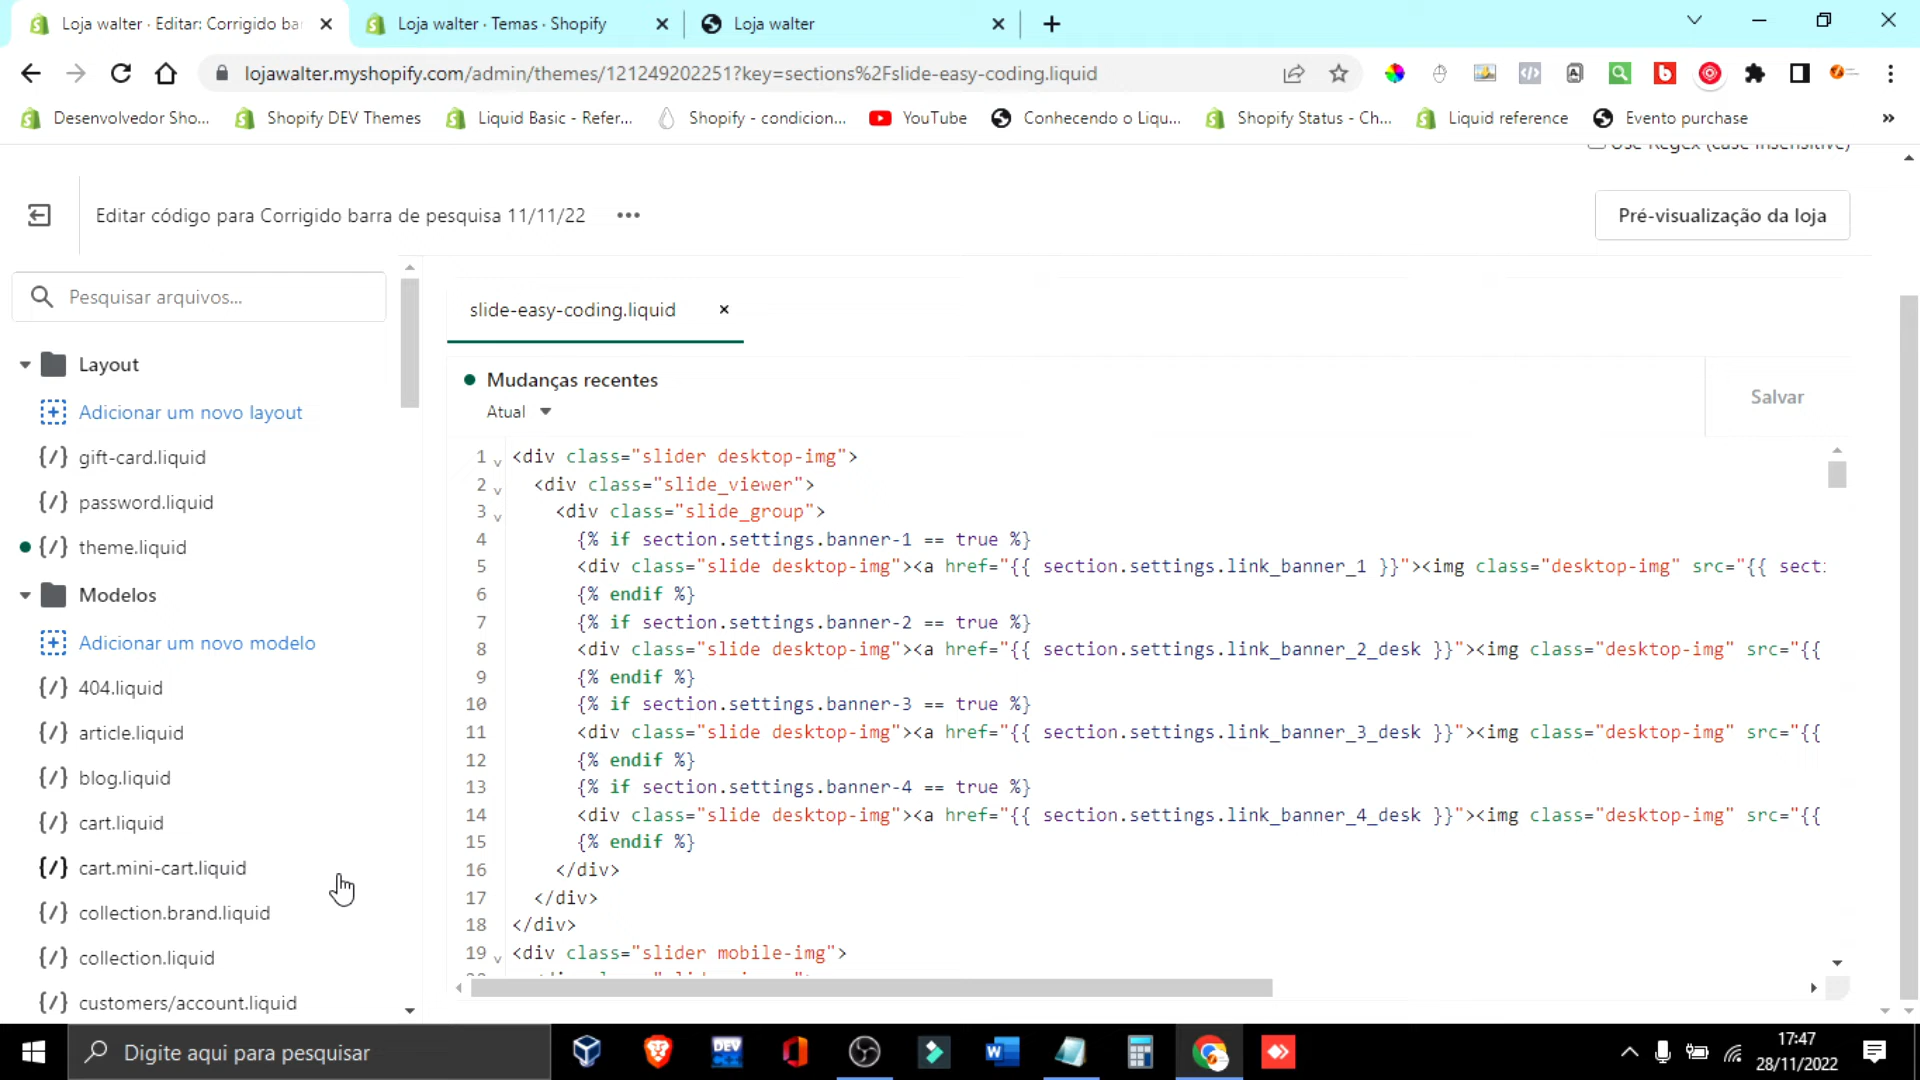 Loja walter · Editar: Corrigido ba
Loja walter · Temas · Shopify
Loja walter
lojawalter.myshopify.com/admin/themes/121249202251?key=sections%2Fslide-easy-coding.liquid
Desenvolvedor Sho...
Shopify DEV Themes
Liquid Basic - Refer...
Shopify - condicion...
YouTube
Conhecendo o Liqu...
Shopify Status - Ch...
Liquid reference
Evento purchase
»
Use Regex (case insensitive)
Editar código para Corrigido barra de pesquisa 11/11/22
Pré-visualização da loja
Pesquisar arquivos...
Layout
Adicionar um novo layout
{/} gift-card.liquid
{/} password.liquid
{/} theme.liquid
Modelos
Adicionar um novo modelo
{/} 404.liquid
{/} article.liquid
{/} blog.liquid
{/} cart.liquid
{/} cart.mini-cart.liquid
{/} collection.brand.liquid
{/} collection.liquid
{/} customers/account.liquid
slide-easy-coding.liquid
Mudanças recentes
Atual
Salvar
1 <div class="slider desktop-img">
2 <div class="slide_viewer">
3 <div class="slide_group">
4 {% if section.settings.banner-1 == true %}
5 <div class="slide desktop-img"><a href="{{ section.settings.link_banner_1 }}"><img class="desktop-img" src="{{ secti
6 {% endif %}
7 {% if section.settings.banner-2 == true %}
8 <div class="slide desktop-img"><a href="{{ section.settings.link_banner_2_desk }}"><img class="desktop-img" src="{{
9 {% endif %}
10 {% if section.settings.banner-3 == true %}
11 <div class="slide desktop-img"><a href="{{ section.settings.link_banner_3_desk }}"><img class="desktop-img" src="{{
12 {% endif %}
13 {% if section.settings.banner-4 == true %}
14 <div class="slide desktop-img"><a href="{{ section.settings.link_banner_4_desk }}"><img class="desktop-img" src="{{
15 {% endif %}
16 </div>
17 </div>
18 </div>
19 <div class="slider mobile-img">
Digite aqui para pesquisar
DEV
C++
17:47
28/11/2022